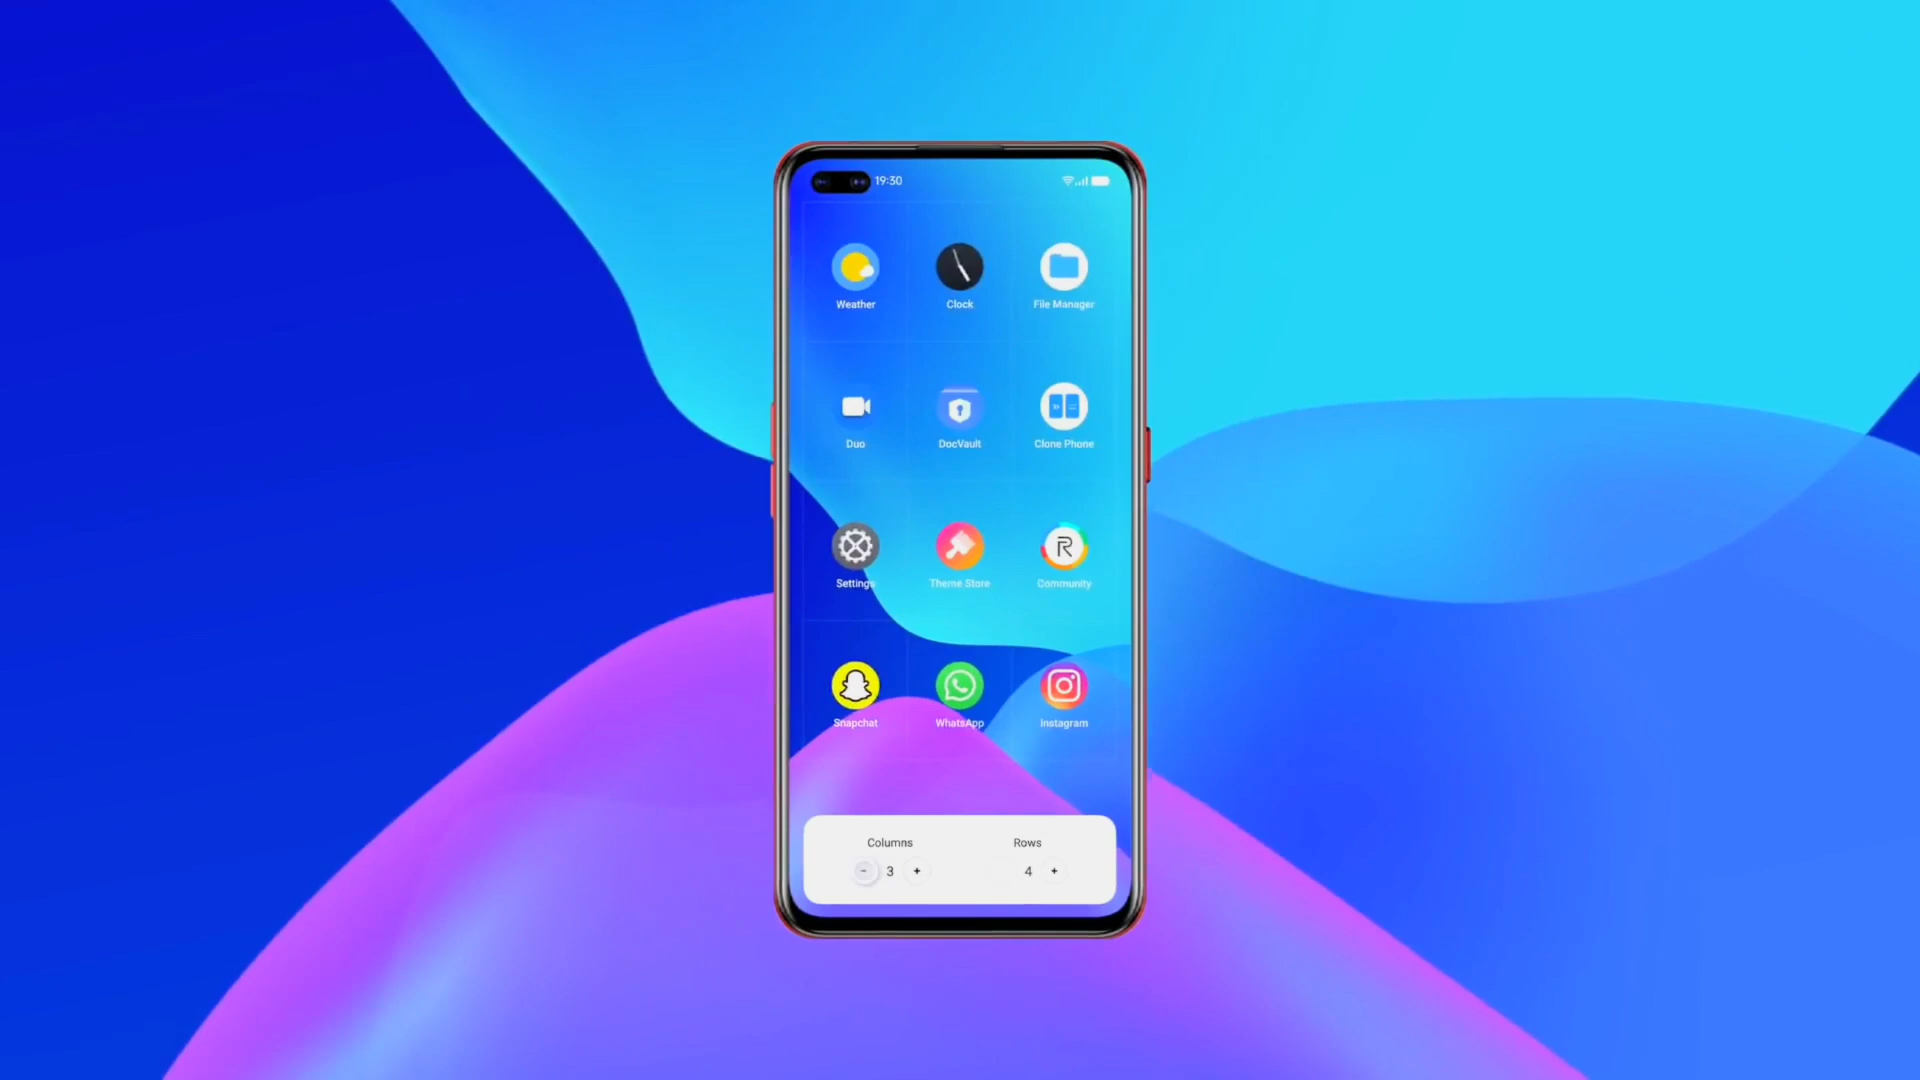 19:30
Weather
Clock
File Manager
Duo
DocVault
Clone Phone
Settings
Theme Store
R
Community
Snapchat
WhatsApp
Instagram
Columns
Rows
- 3 +
4 +